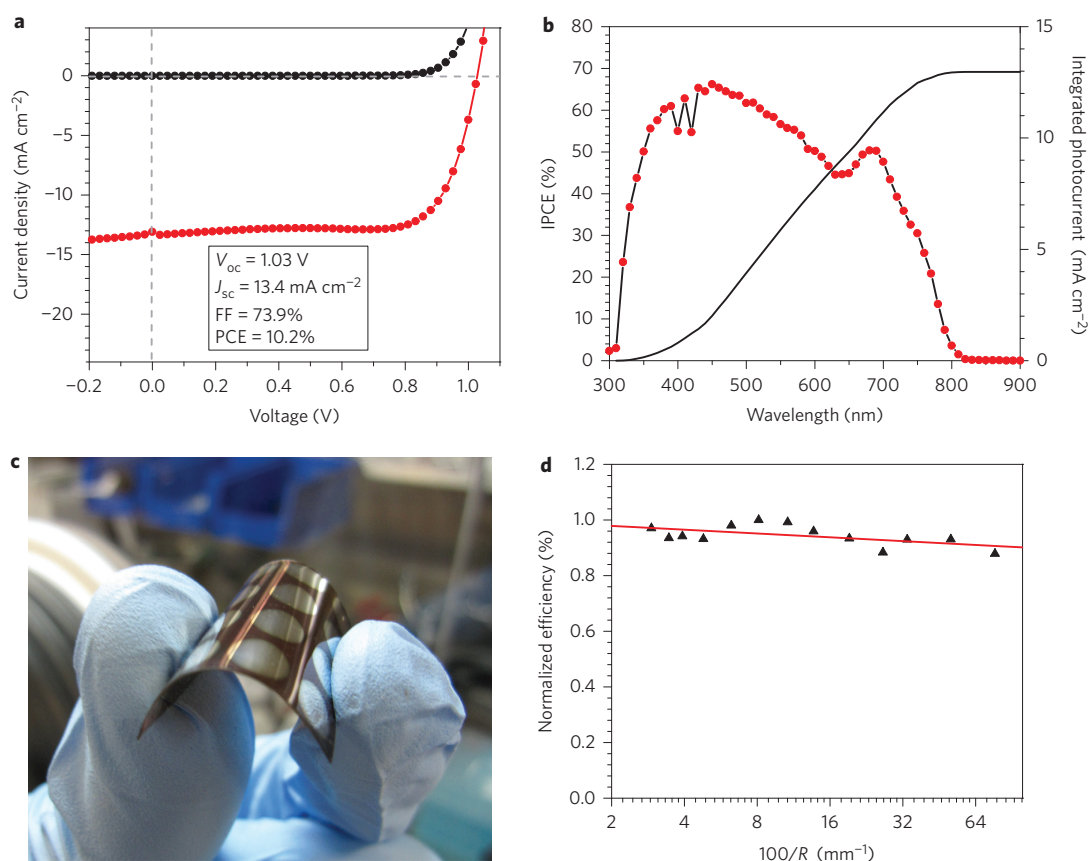 a
Current density (mA cm⁻²)
0
−5
−10
−15
−20
−0.2 0.0 0.2 0.4 0.6 0.8 1.0
Voltage (V)
Voc = 1.03 V
Jsc = 13.4 mA cm⁻²
FF = 73.9%
PCE = 10.2%
b
IPCE (%)
80
70
60
50
40
30
20
10
0
300 400 500 600 700 800 900
Wavelength (nm)
15
10
5
0
Integrated photocurrent
(mA cm⁻²)
c
d
Normalized efficiency (%)
1.2
1.0
0.8
0.6
0.4
0.2
0.0
2 4 8 16 32 64
100/R (mm⁻¹)